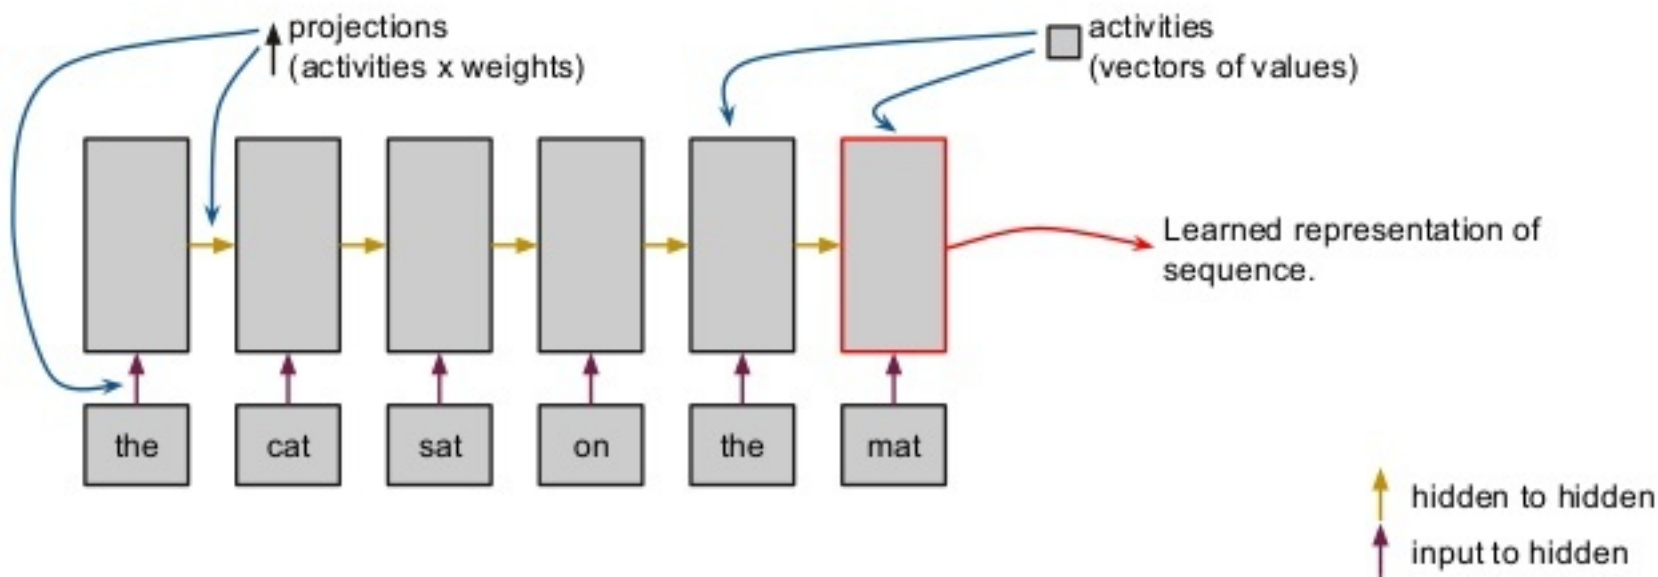 projections
(activities x weights)
activities
(vectors of values)
Learned representation of
sequence.
the
cat
sat
on
the
mat
hidden to hidden
input to hidden